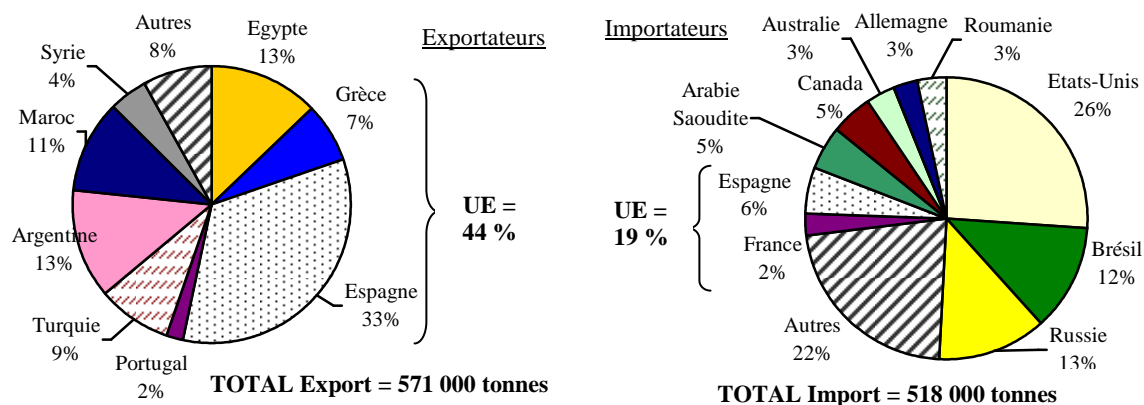 Exportateurs
Autres
8%
Egypte
13%
Syrie
4%
Grèce
7%
Maroc
11%
UE =
44 %
Argentine
13%
Espagne
33%
Turquie
9%
Portugal
2%
TOTAL Export = 571 000 tonnes
Importateurs
Australie
3%
Allemagne
3%
Roumanie
3%
Canada
5%
Etats-Unis
26%
Arabie
Saoudite
5%
Espagne
6%
UE =
19 %
France
2%
Brésil
12%
Autres
22%
Russie
13%
TOTAL Import = 518 000 tonnes